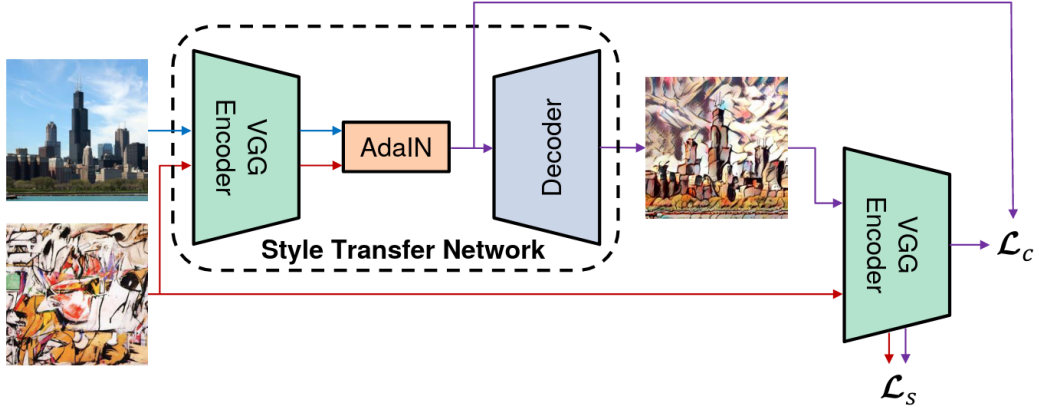 VGG
Encoder
AdaIN
Decoder
Style Transfer Network
VGG
Encoder
ℒc
ℒs